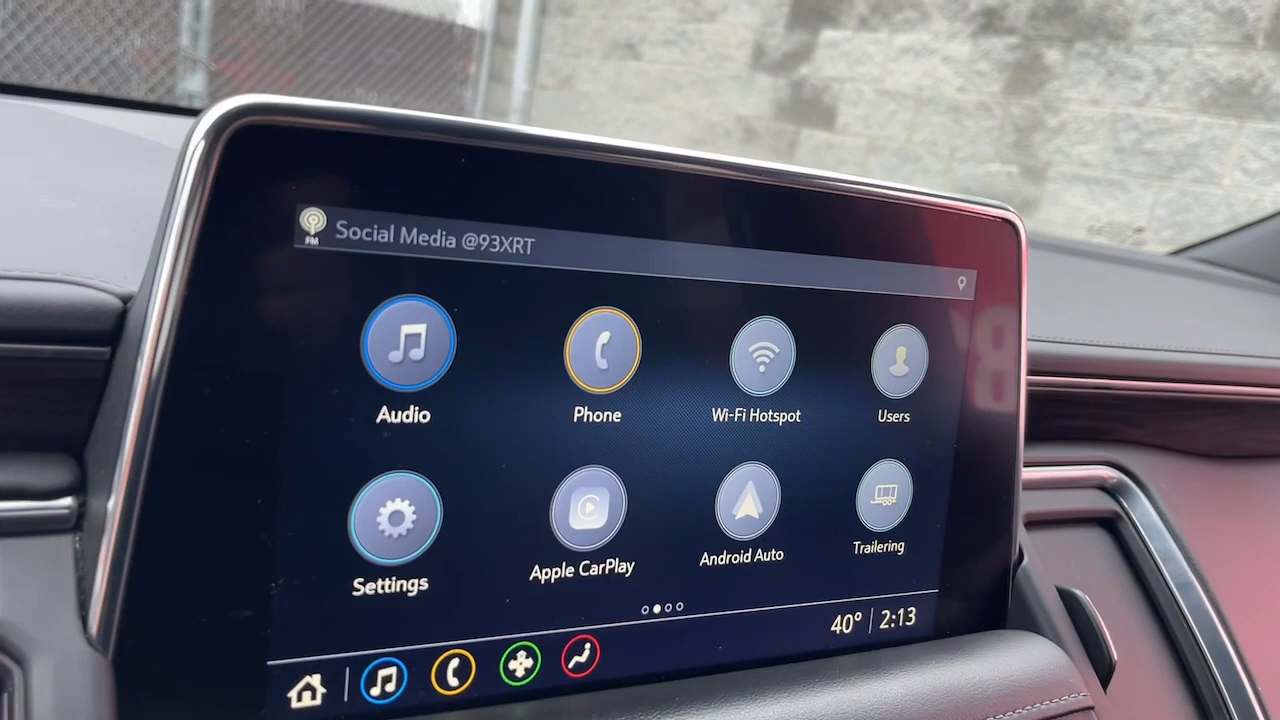 FM
Social Media @93XRT
Audio
Phone
Wi-Fi Hotspot
Users
Settings
Apple CarPlay
Android Auto
Trailering
40° 2:13